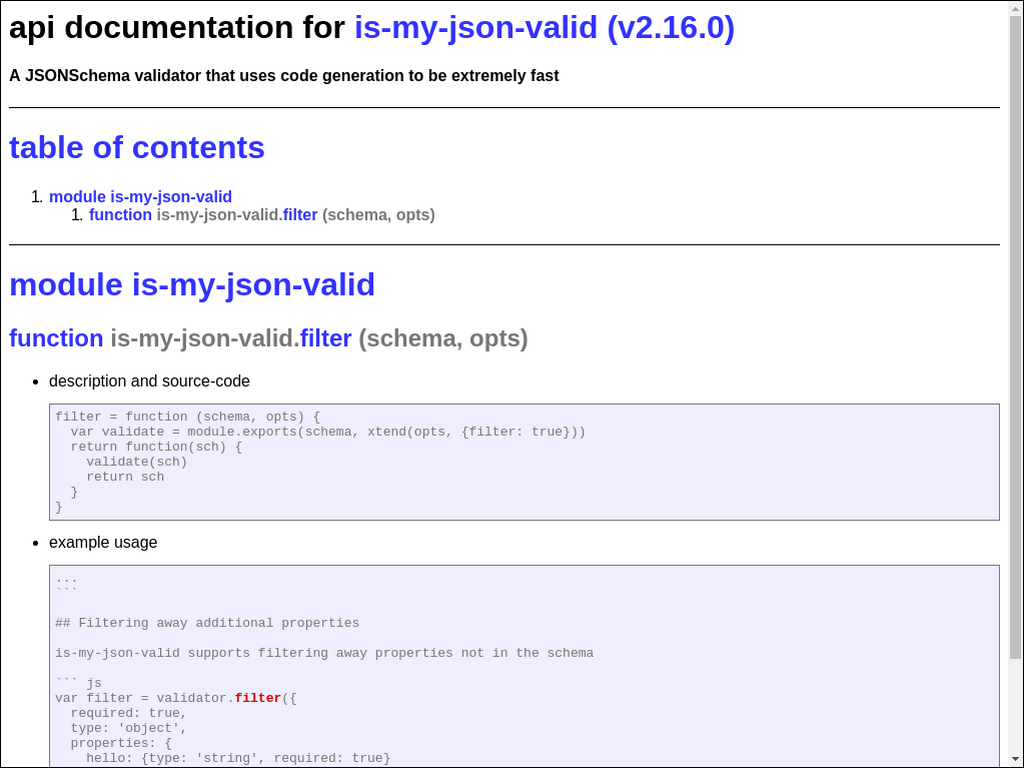 api documentation for is-my-json-valid (v2.16.0)
A JSONSchema validator that uses code generation to be extremely fast
table of contents
1. module is-my-json-valid
1. function is-my-json-valid.filter (schema, opts)
module is-my-json-valid
function is-my-json-valid.filter (schema, opts)
• description and source-code
filter = function (schema, opts) {
  var validate = module.exports(schema, xtend(opts, {filter: true}))
  return function(sch) {
    validate(sch)
    return sch
  }
}
• example usage
...
```
## Filtering away additional properties
is-my-json-valid supports filtering away properties not in the schema
``` js
var filter = validator.filter({
  required: true,
  type: 'object',
  properties: {
    hello: {type: 'string', required: true}